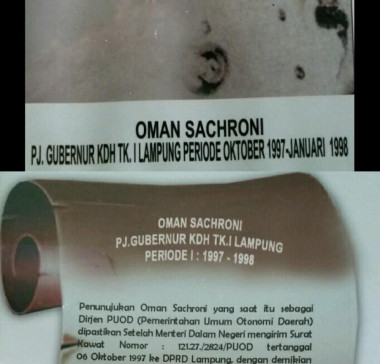 OMAN SACHRONI
PJ. GUBERNUR KDH TK. I LAMPUNG PERIODE OKTOBER 1997-JANUARI 1998
OMAN SACHRONI
PJ.GUBERNUR KDH TK.I LAMPUNG
PERIODE I : 1997 - 1998
Penunujukan Oman Sachroni yang saat itu sebagai
Dirjen PUOD (Pemerintahan Umum Otonomi Daerah)
dipastikan Setelah Menteri Dalam Negeri mengirim Surat
Kawat Nomor : 121.27./2824/PUOD tertanggal
06 Oktober 1997 ke DPRD Lampung, dengan demikian